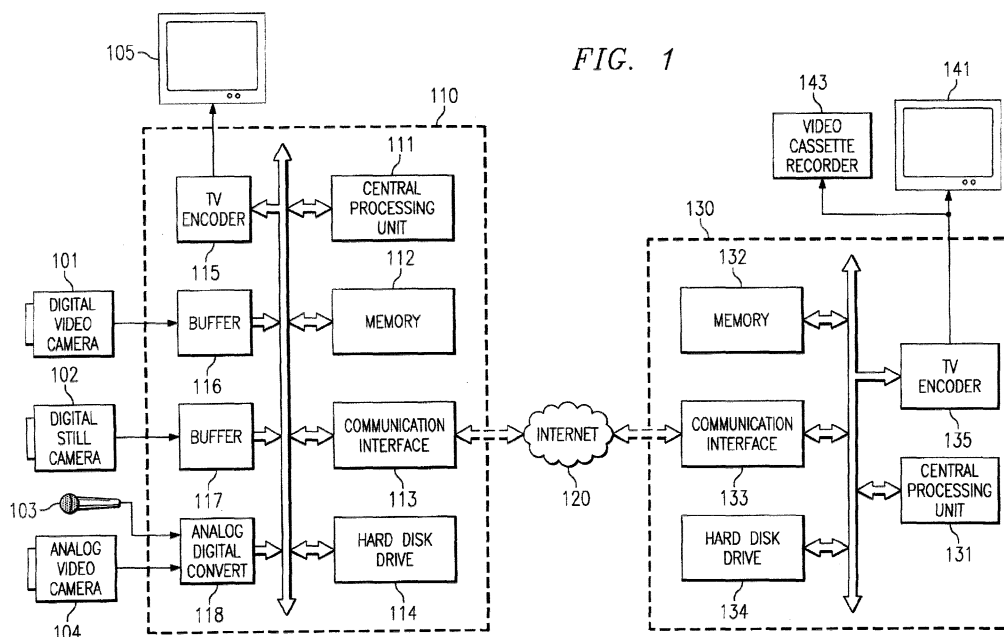 FIG. 1
105
110
143
141
VIDEO
CASSETTE
RECORDER
TV
ENCODER
115
111
CENTRAL
PROCESSING
UNIT
130
101
DIGITAL
VIDEO
CAMERA
BUFFER
116
112
MEMORY
132
MEMORY
TV
ENCODER
135
102
DIGITAL
STILL
CAMERA
BUFFER
117
COMMUNICATION
INTERFACE
113
INTERNET
120
COMMUNICATION
INTERFACE
133
CENTRAL
PROCESSING
UNIT
131
103
ANALOG
VIDEO
CAMERA
104
ANALOG
DIGITAL
CONVERT
118
HARD DISK
DRIVE
114
HARD DISK
DRIVE
134